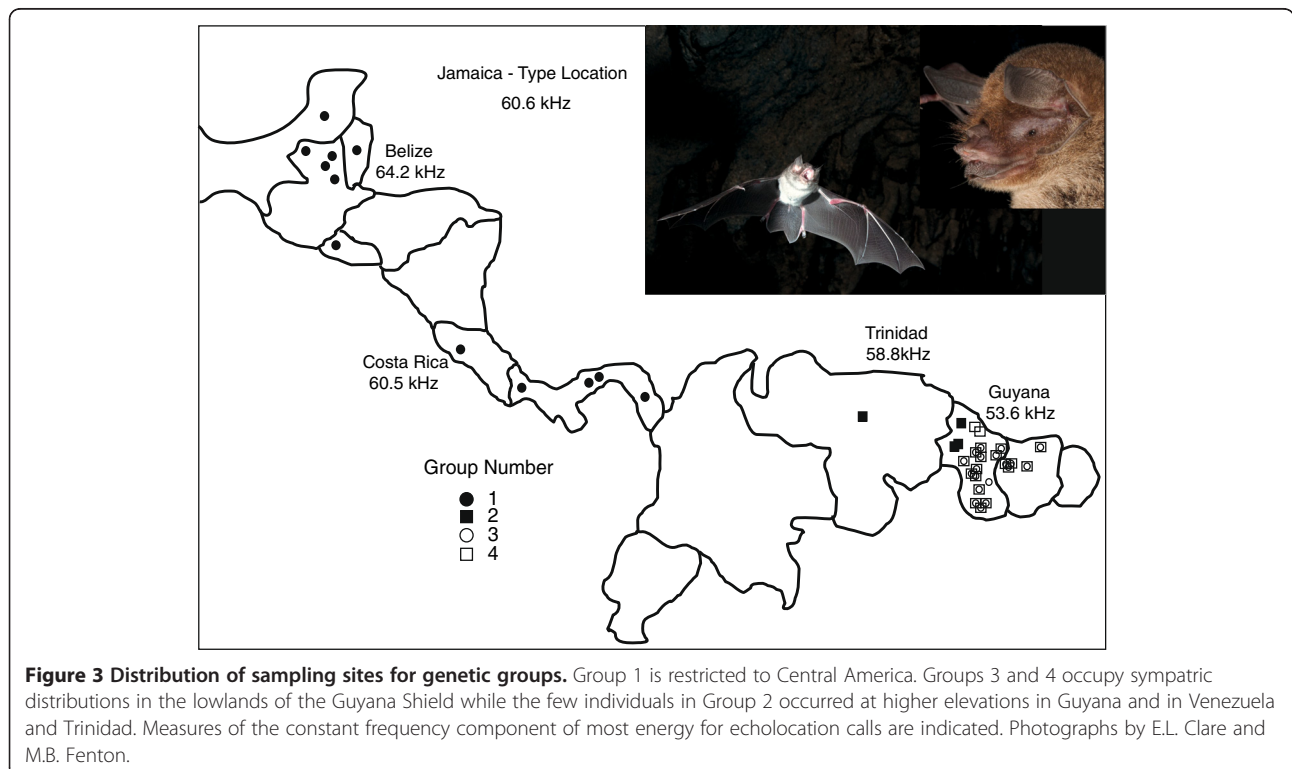 Jamaica - Type Location
60.6 kHz
Belize
64.2 kHz
Costa Rica
60.5 kHz
Trinidad
58.8kHz
Guyana
53.6 kHz
Group Number
1
2
3
4
Figure 3 Distribution of sampling sites for genetic groups. Group 1 is restricted to Central America. Groups 3 and 4 occupy sympatric
distributions in the lowlands of the Guyana Shield while the few individuals in Group 2 occurred at higher elevations in Guyana and in Venezuela
and Trinidad. Measures of the constant frequency component of most energy for echolocation calls are indicated. Photographs by E.L. Clare and
M.B. Fenton.